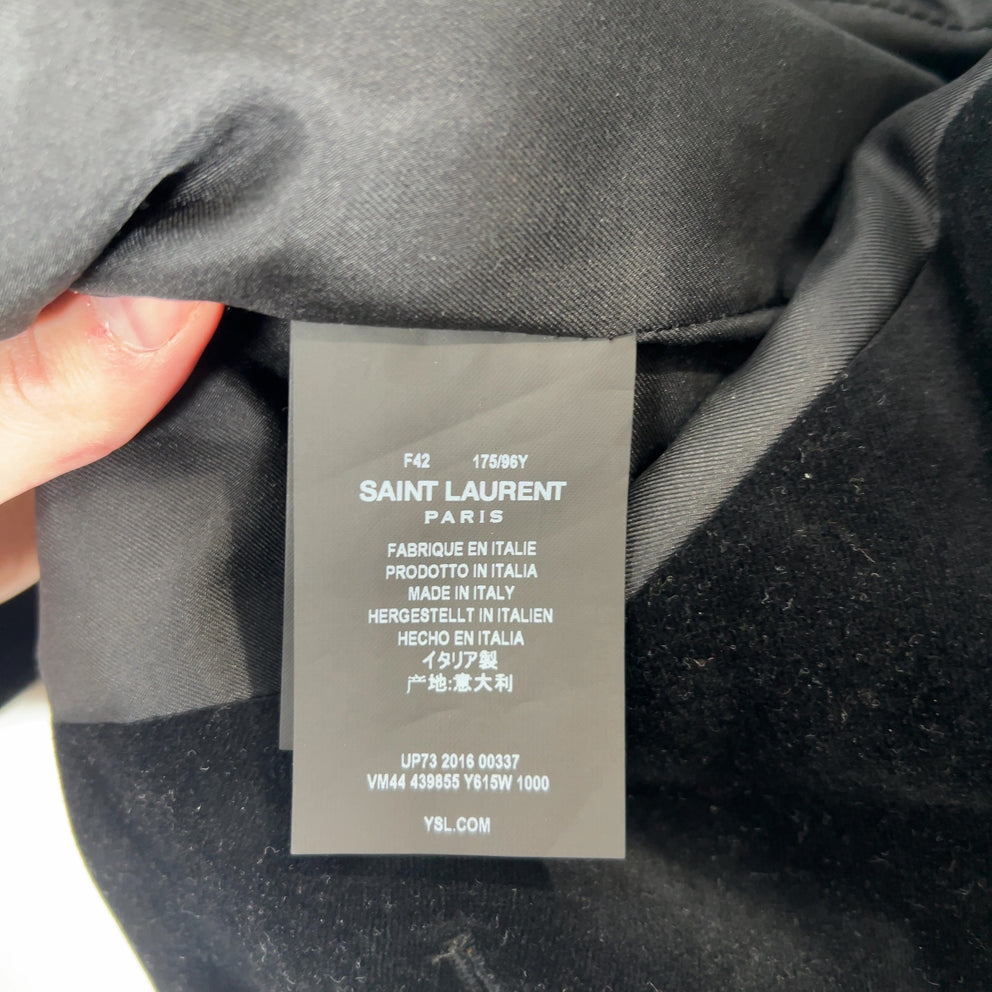 F42 175/96Y
SAINT LAURENT
PARIS
FABRIQUE EN ITALIE
PRODOTTO IN ITALIA
MADE IN ITALY
HERGESTELLT IN ITALIEN
HECHO EN ITALIA
イタリア製
产地:意大利
UP73 2016 00337
VM44 439855 Y615W 1000
YSL.COM